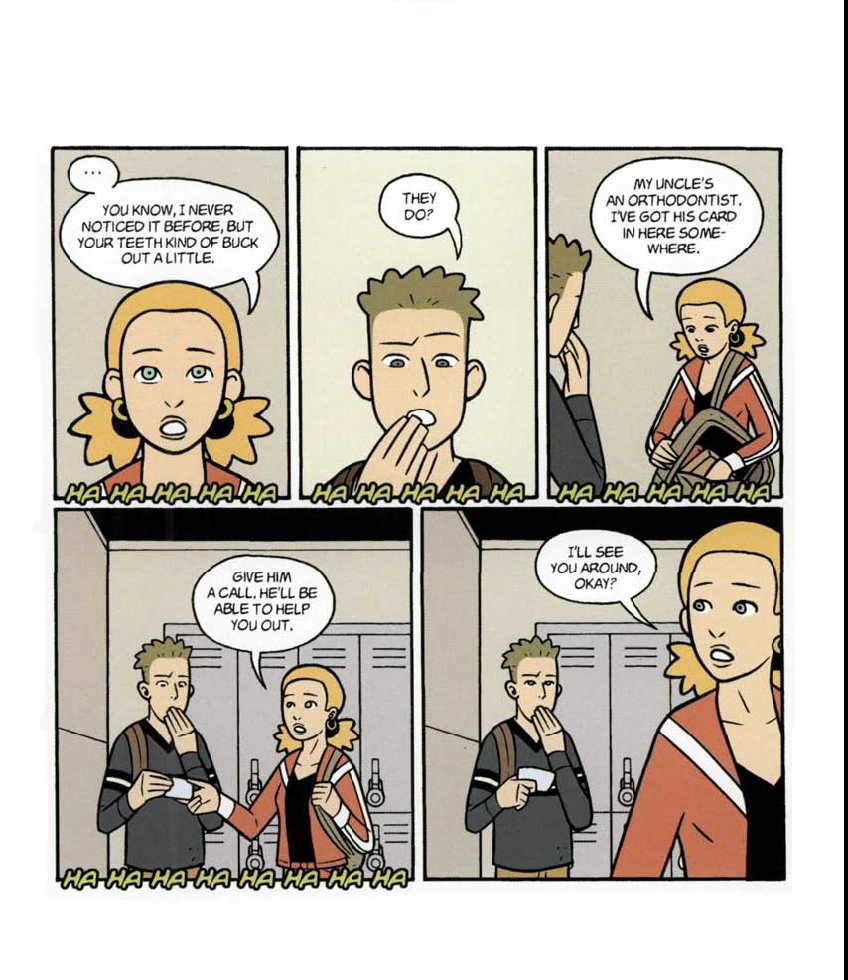 ...
YOU KNOW, I NEVER
NOTICED IT BEFORE, BUT
YOUR TEETH KIND OF BUCK
OUT A LITTLE.
THEY
DO?
MY UNCLE'S
AN ORTHODONTIST.
I'VE GOT HIS CARD
IN HERE SOME-
WHERE.
HA HA HA HA HA
HA HA HA HA HA
HA HA HA HA HA
GIVE HIM
A CALL. HE'LL BE
ABLE TO HELP
YOU OUT.
HA HA HA HA HA HA HA HA
I'LL SEE
YOU AROUND,
OKAY?